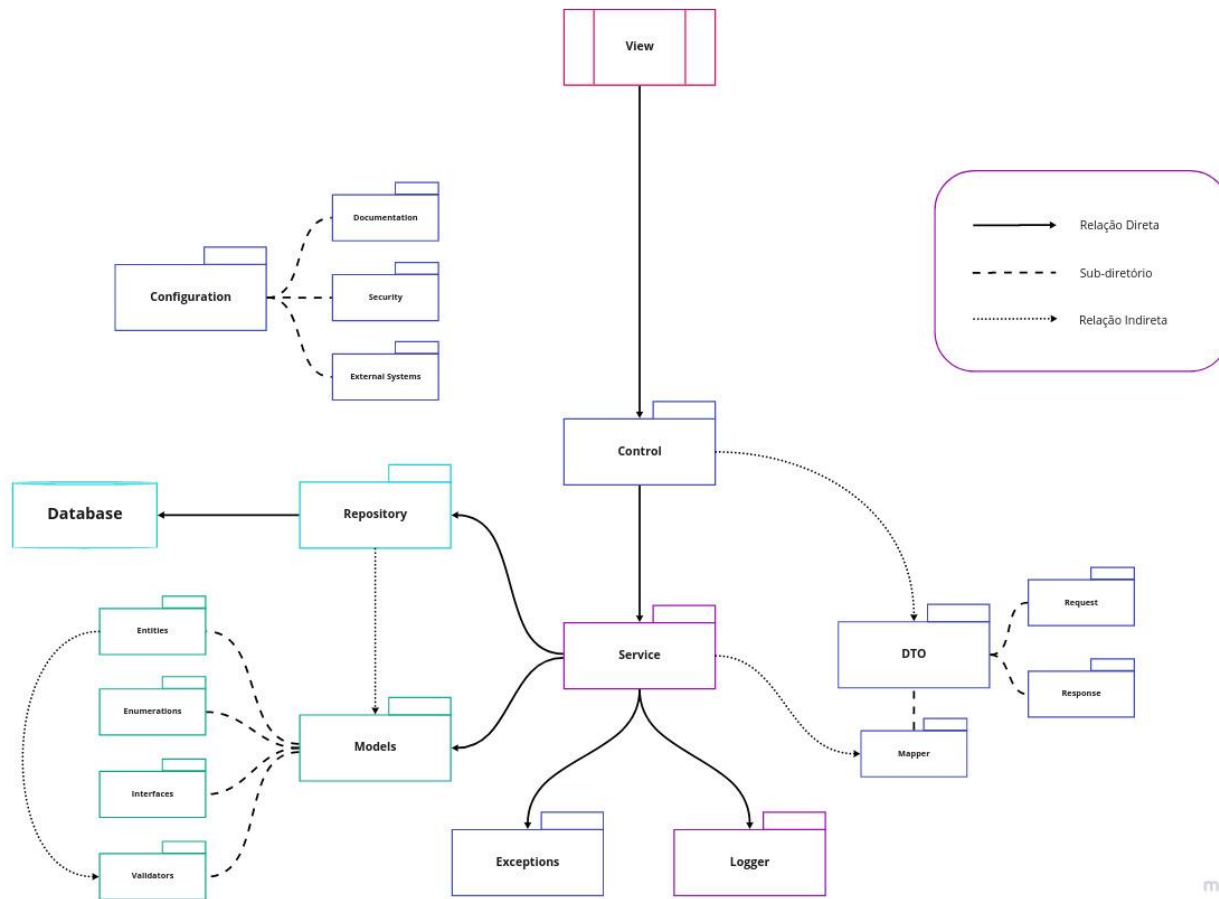 View
Documentation
Configuration
Security
External Systems
Relação Direta
Sub-diretório
Relação Indireta
Control
Database
Repository
Entities
Enumerations
Interfaces
Validators
Models
Service
DTO
Request
Response
Mapper
Exceptions
Logger
m